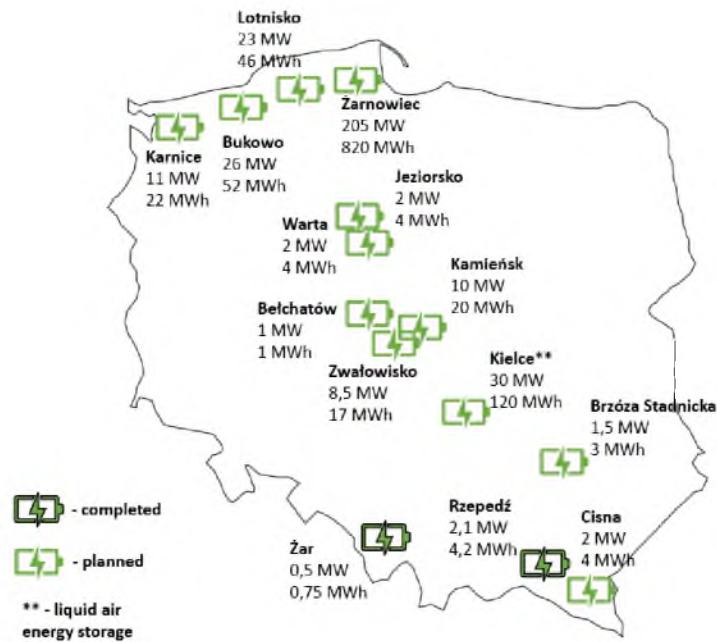 Lotnisko
23 MW
46 MWh
Żarnowiec
205 MW
820 MWh
Karnice
11 MW
22 MWh
Bukowo
26 MW
52 MWh
Jeziorsko
2 MW
4 MWh
Warta
2 MW
4 MWh
Kamieńsk
10 MW
20 MWh
Bełchatów
1 MW
1 MWh
Zwałowisko
8,5 MW
17 MWh
Kielce**
30 MW
120 MWh
Brzóza Stadnicka
1,5 MW
3 MWh
Rzepedź
2,1 MW
4,2 MWh
Cisna
2 MW
4 MWh
Żar
0,5 MW
0,75 MWh
- completed
- planned
** - liquid air
energy storage